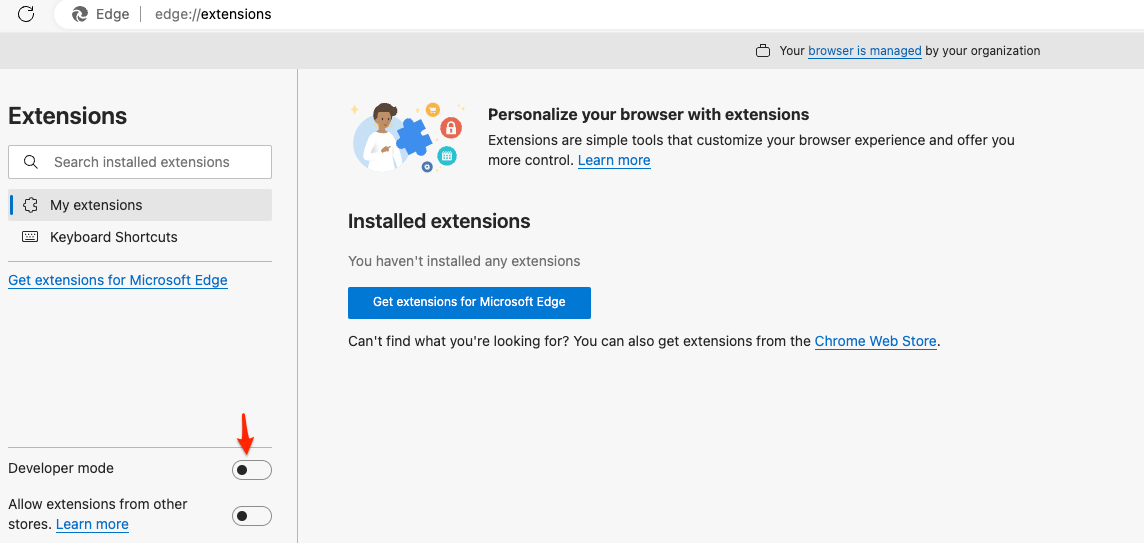 Edge edge://extensions
Your browser is managed by your organization
Extensions
Search installed extensions
My extensions
Keyboard Shortcuts
Get extensions for Microsoft Edge
Developer mode
Allow extensions from other
stores. Learn more
Personalize your browser with extensions
Extensions are simple tools that customize your browser experience and offer you
more control. Learn more
Installed extensions
You haven't installed any extensions
Get extensions for Microsoft Edge
Can't find what you're looking for? You can also get extensions from the Chrome Web Store.